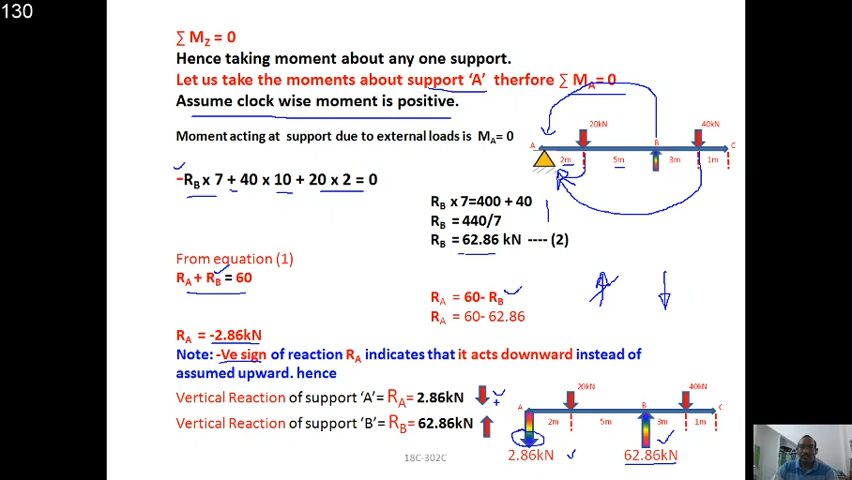 130
∑ Mz = 0
Hence taking moment about any one support.
Let us take the moments about support ‘A’ therfore ∑ MA = 0
Assume clock wise moment is positive.
Moment acting at support due to external loads is MA= 0
20kN
40kN
A
B
C
2m
5m
3m
1m
-RB x 7 + 40 x 10 + 20 x 2 = 0
RB x 7=400 + 40
RB = 440/7
RB = 62.86 kN ---- (2)
From equation (1)
RA + RB = 60
RA = 60- RB
RA = 60- 62.86
RA = -2.86kN
Note: -Ve sign of reaction RA indicates that it acts downward instead of
assumed upward. hence
Vertical Reaction of support ‘A’= RA= 2.86kN
+
Vertical Reaction of support ‘B’= RB= 62.86kN
20kN
40kN
A
B
C
2m
5m
3m
1m
2.86kN
62.86kN
18C-302C